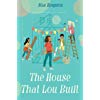 Mae Respicio
The House
That Lou Built